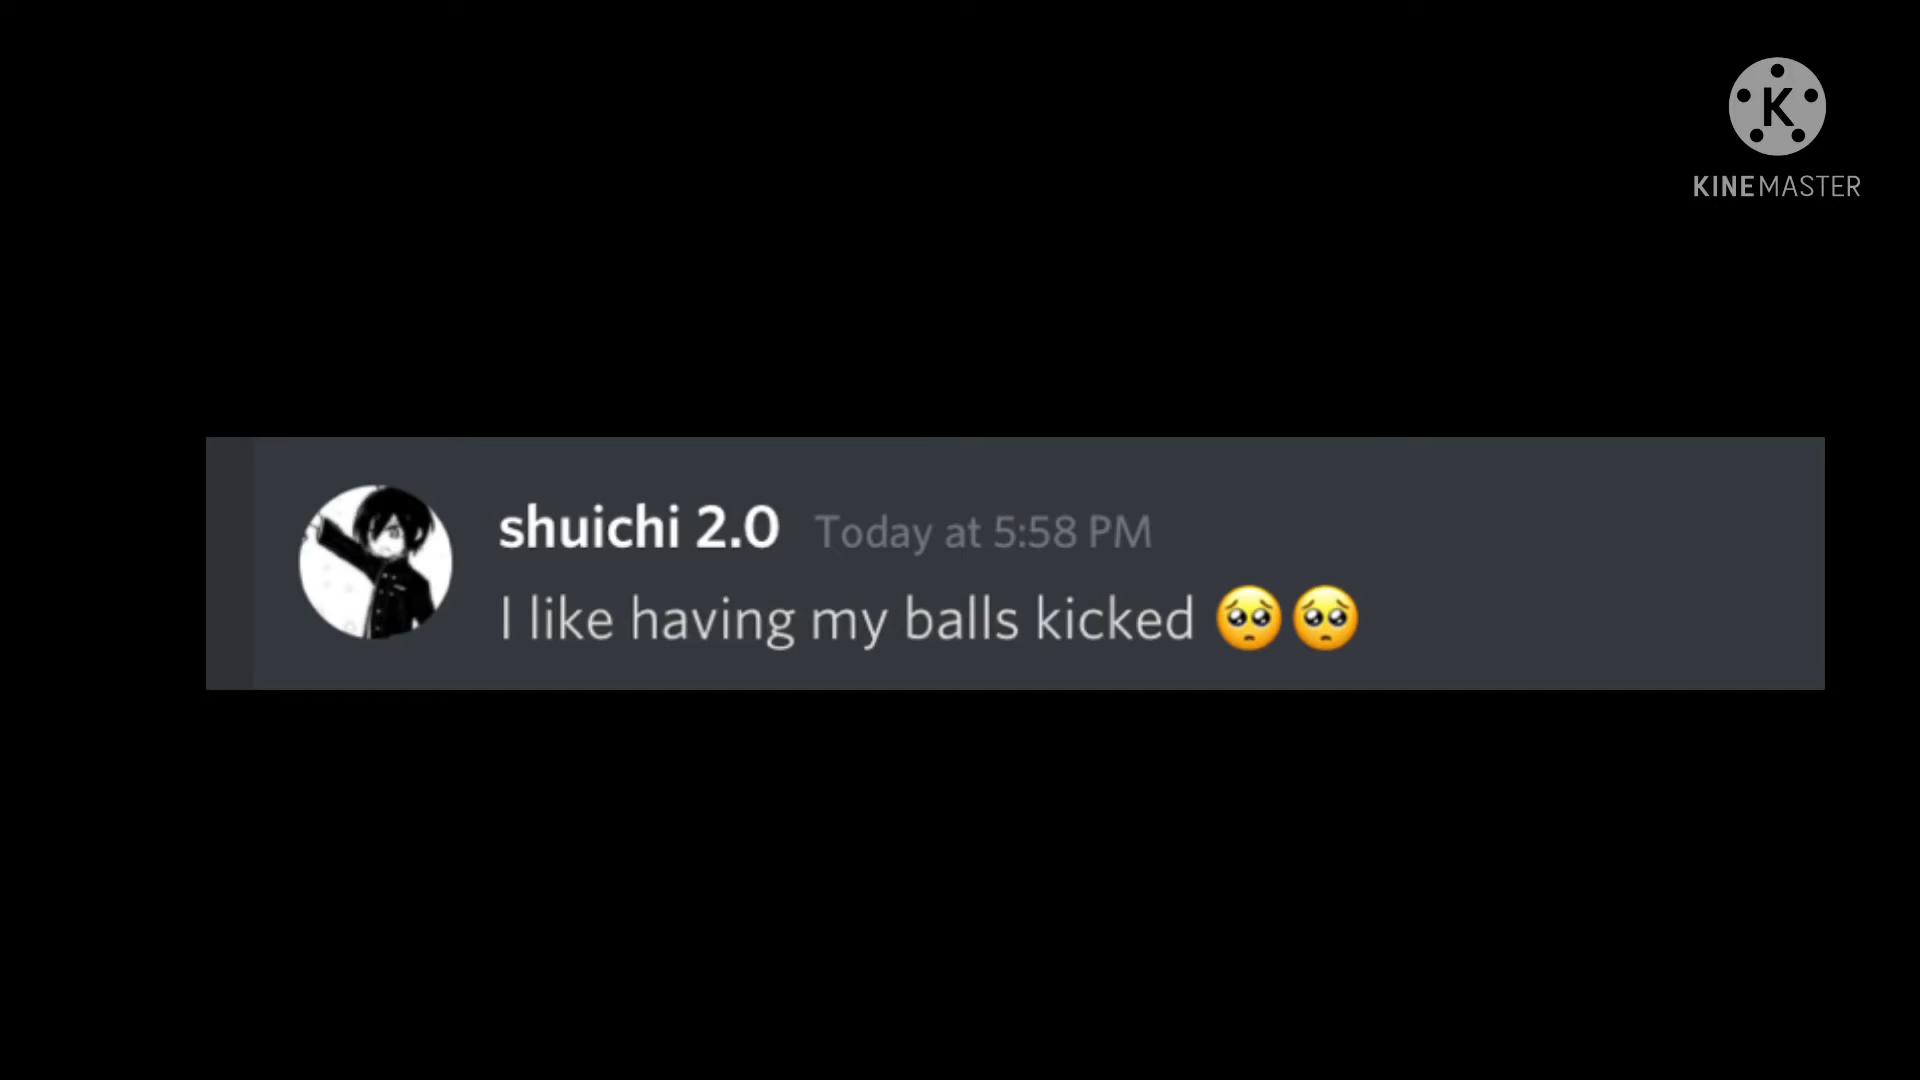 K
KINEMASTER
shuichi 2.0 Today at 5:58 PM
I like having my balls kicked 🥺🥺